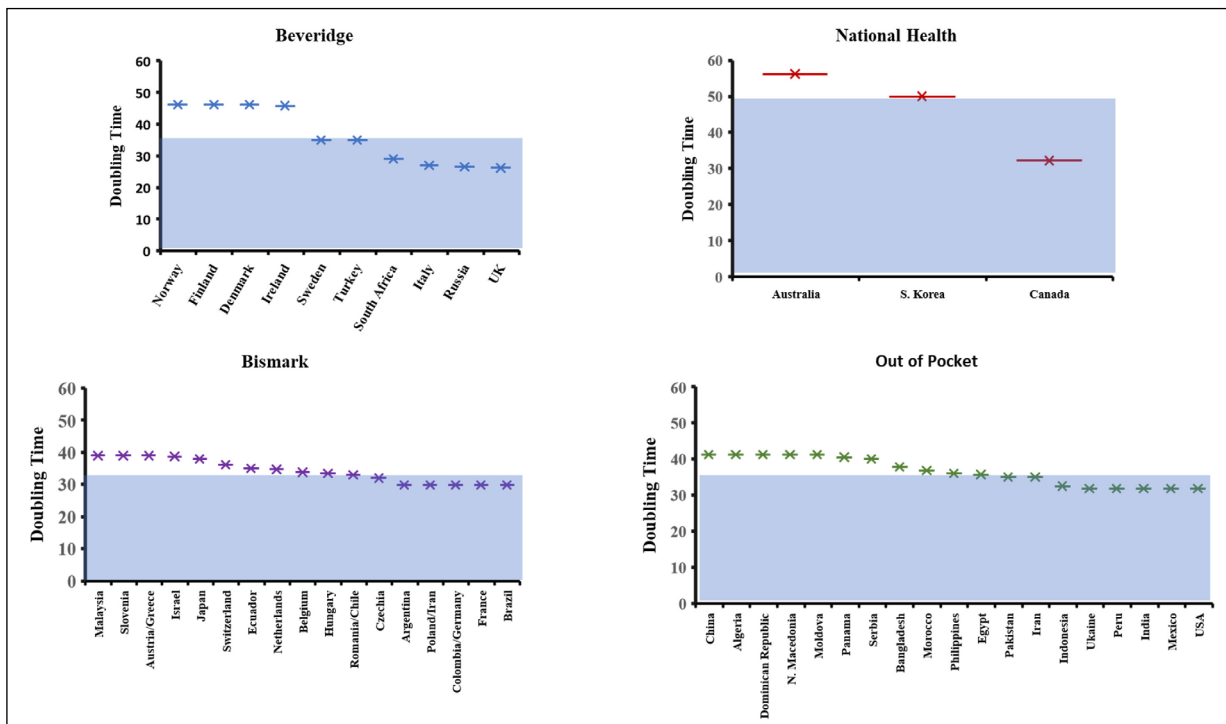 Beveridge
Doubling Time
60
50
40
30
20
10
0
Norway
Finland
Denmark
Ireland
Sweden
Turkey
South Africa
Italy
Russia
UK
National Health
Doubling Time
60
50
40
30
20
10
0
Australia
S. Korea
Canada
Bismark
Doubling Time
60
50
40
30
20
10
0
Malaysia
Slovenia
Austria/Greece
Israel
Japan
Switzerland
Ecuador
Netherlands
Belgium
Hungary
Romania/Chile
Czechia
Argentina
Poland/Iran
Colombia/Germany
France
Brazil
Out of Pocket
Doubling Time
60
50
40
30
20
10
0
China
Algeria
Dominican Republic
N. Macedonia
Moldova
Panama
Serbia
Bangladesh
Morocco
Philippines
Egypt
Pakistan
Iran
Indonesia
Ukaine
Peru
India
Mexico
USA